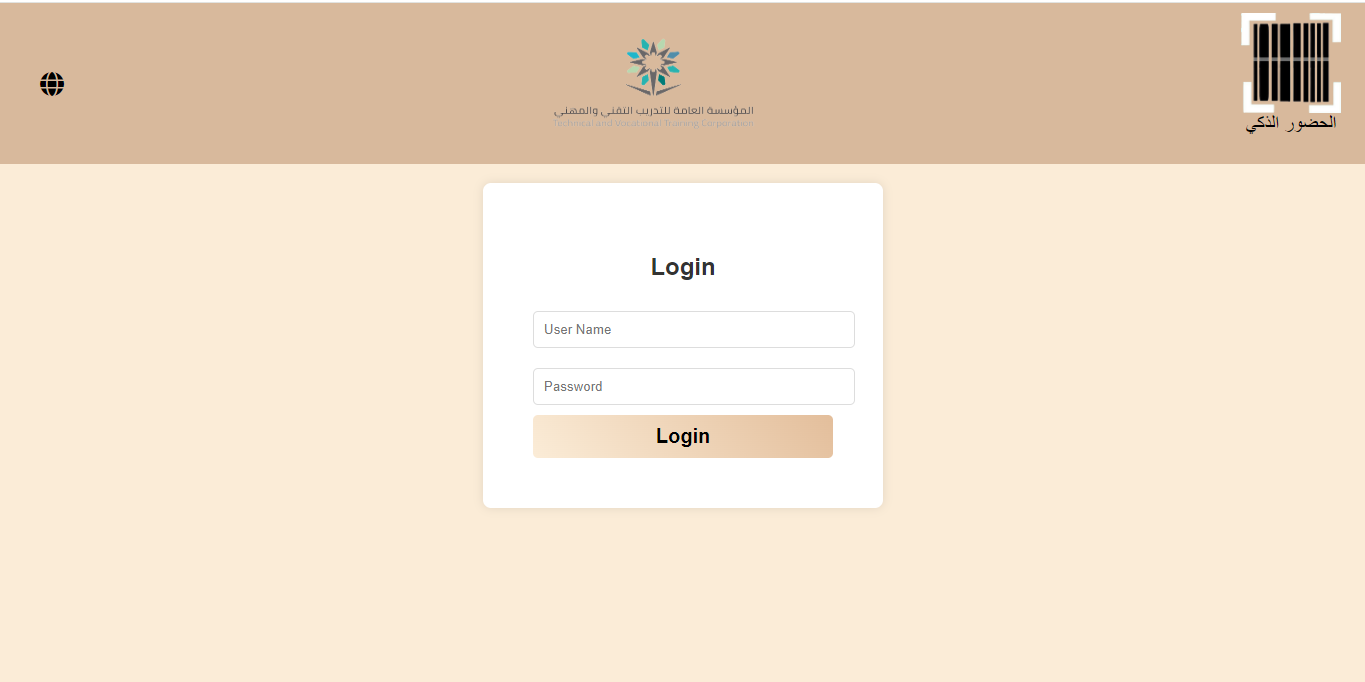 المؤسسة العامة للتدريب التقني والمهني
Technical and Vocational Training Corporation
الحضور الذكي
Login
User Name
Password
Login